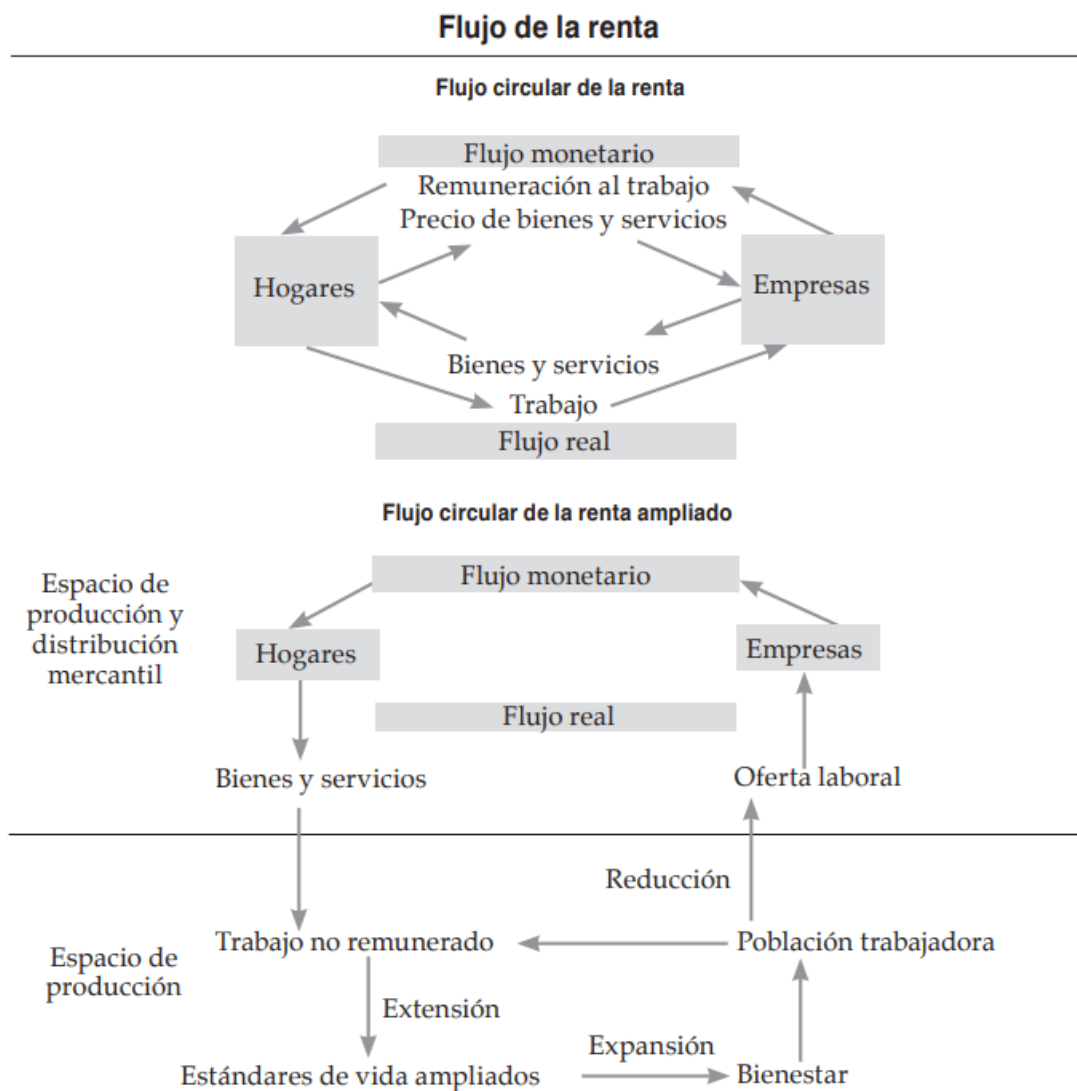 Flujo de la renta
Flujo circular de la renta
Flujo monetario
Remuneración al trabajo
Precio de bienes y servicios
Hogares
Empresas
Bienes y servicios
Trabajo
Flujo real
Flujo circular de la renta ampliado
Espacio de
producción y
distribución
mercantil
Flujo monetario
Hogares
Empresas
Flujo real
Bienes y servicios
Oferta laboral
Reducción
Espacio de
producción
Trabajo no remunerado
Población trabajadora
Extensión
Expansión
Estándares de vida ampliados
Bienestar